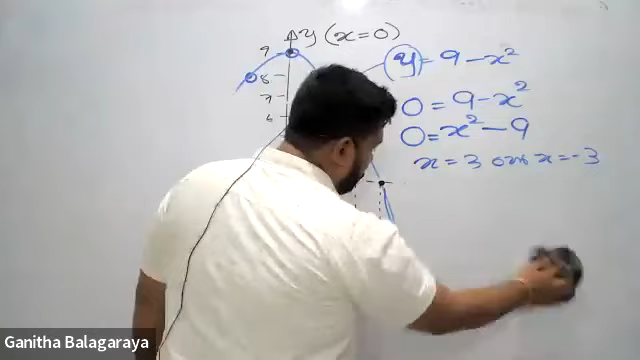 y (x=0)
9
8
7
6
y = 9 - x²
0 = 9 - x²
0 = x² - 9
x = 3 or x = -3
Ganitha Balagaraya